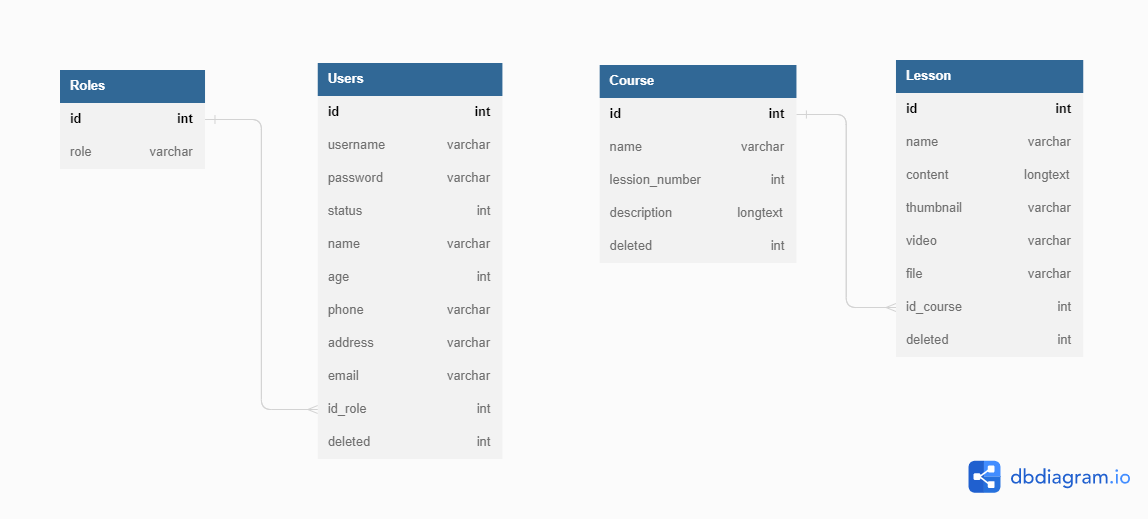 Roles
id int
role varchar
Users
id int
username varchar
password varchar
status int
name varchar
age int
phone varchar
address varchar
email varchar
id_role int
deleted int
Course
id int
name varchar
lession_number int
description longtext
deleted int
Lesson
id int
name varchar
content longtext
thumbnail varchar
video varchar
file varchar
id_course int
deleted int
dbdiagram.io